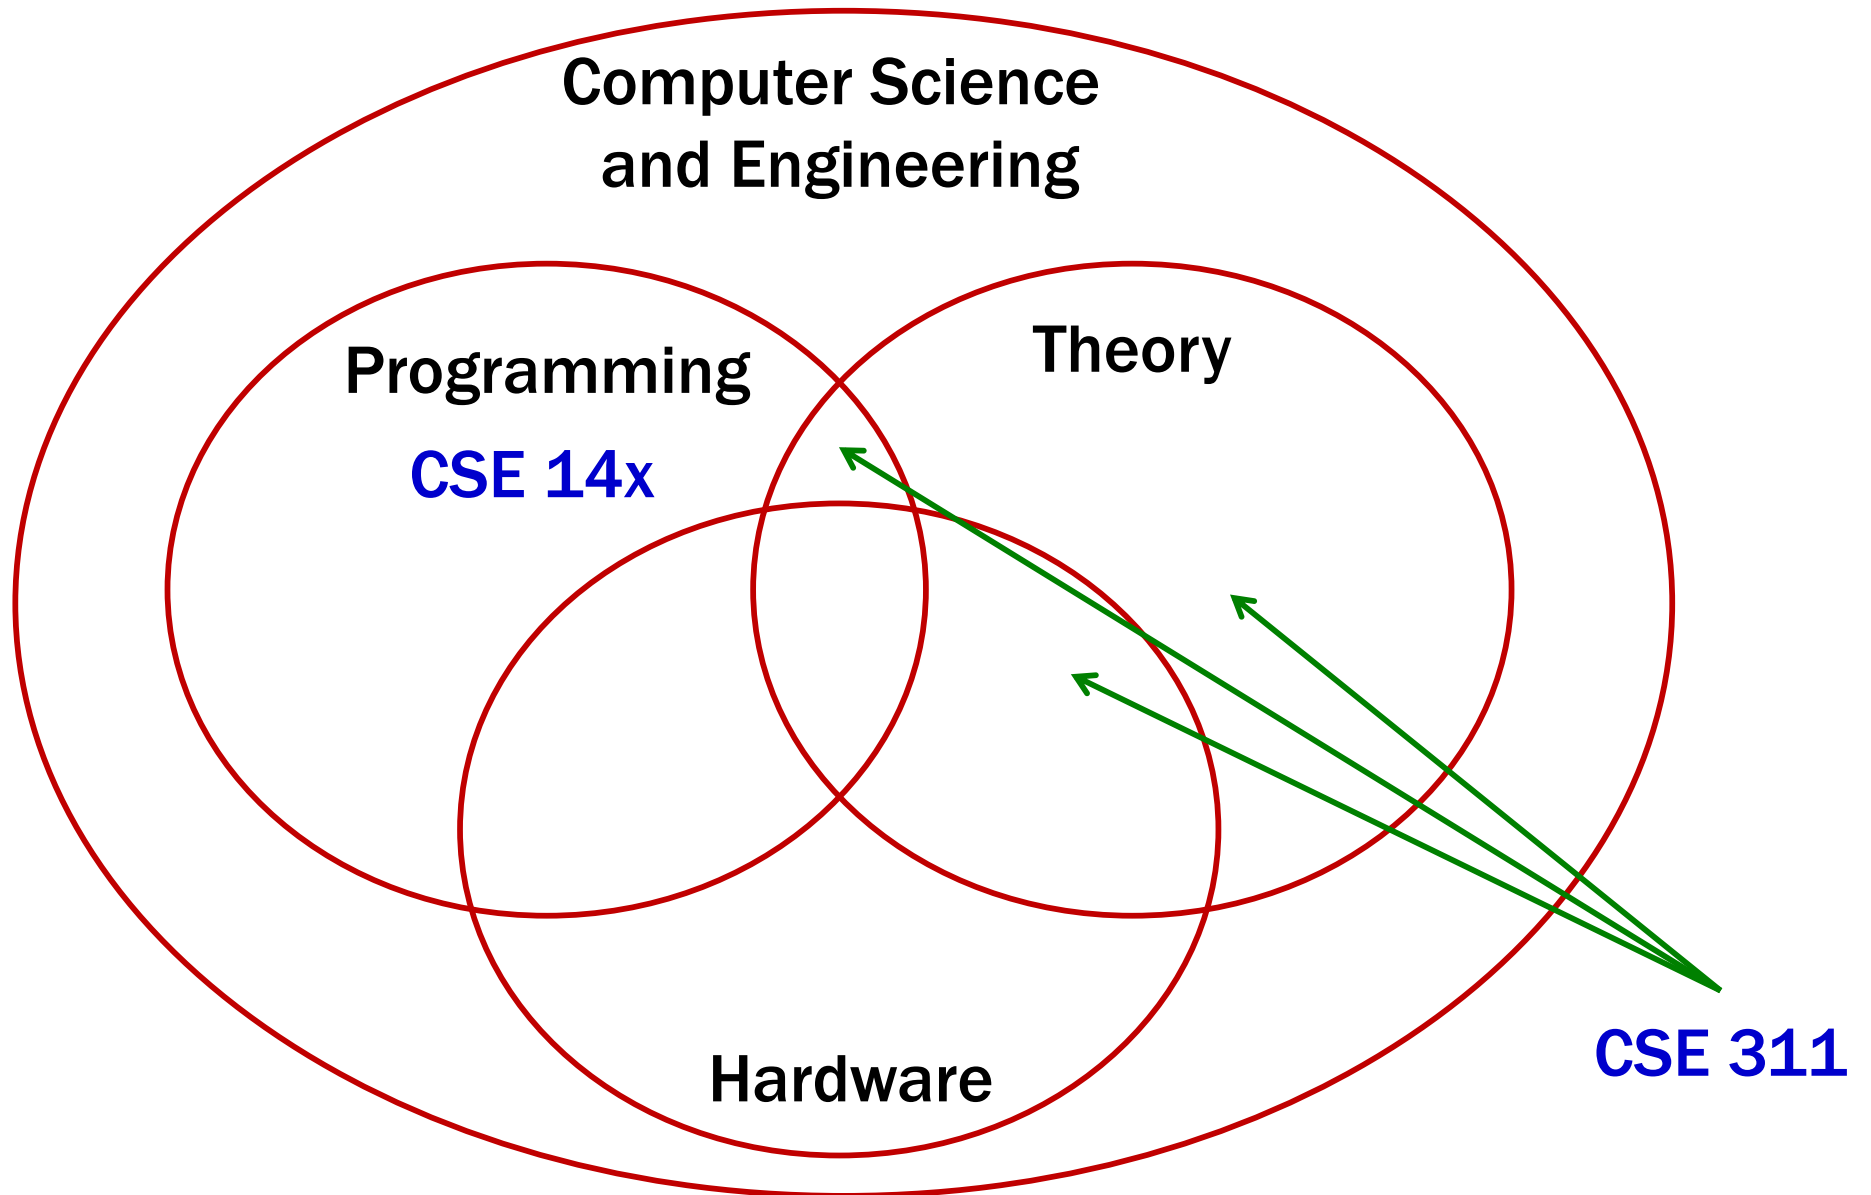 Computer Science
and Engineering
Programming
Theory
CSE 14x
Hardware
CSE 311